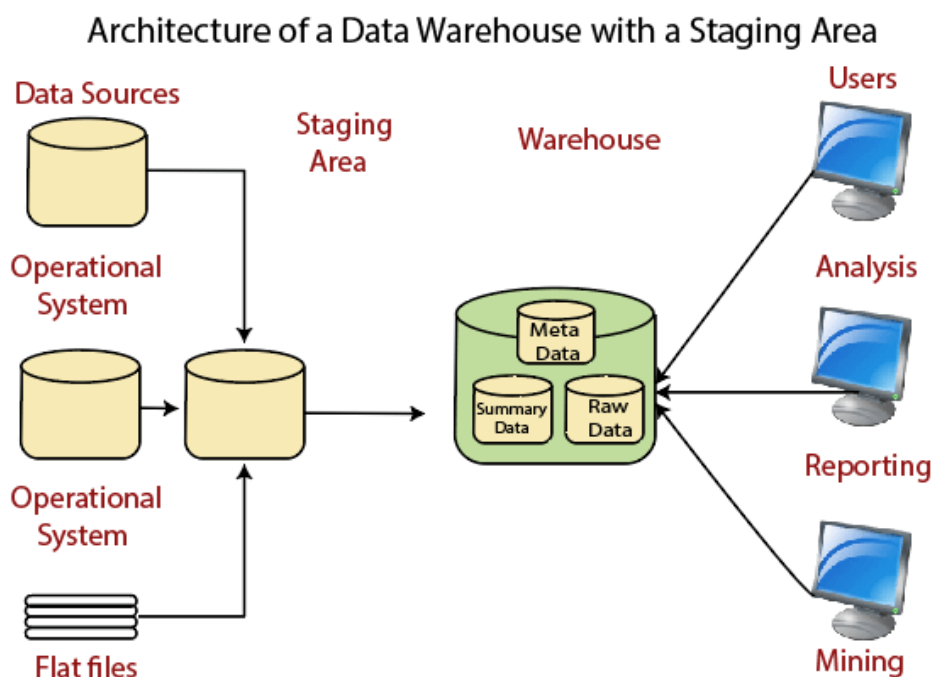 Architecture of a Data Warehouse with a Staging Area
Data Sources
Staging
Area
Warehouse
Users
Operational
System
Analysis
Meta
Data
Summary
Data
Raw
Data
Operational
System
Reporting
Flat files
Mining